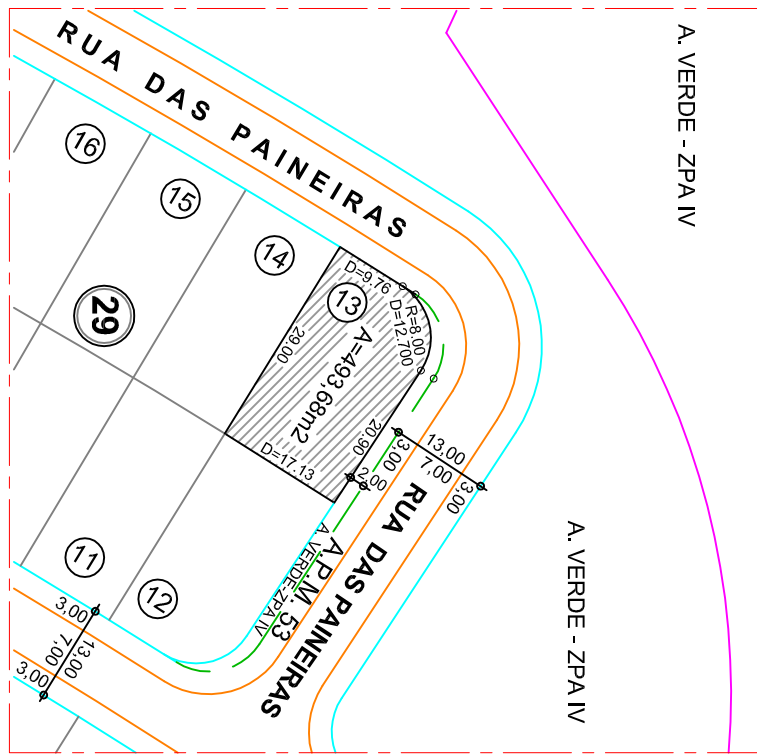 RUA DAS PAINEIRAS
A. VERDE - ZPA IV
16
15
14
13
D=9.76
R=8.00
D=12.700
29
29.00
A=493,68m2
20.90
D=17.13
3,00
13,00
7,00
3,00
2,00
RUA DAS PAINEIRAS
A. VERDE - ZPA IV
A.P.M. 53
A. VERDE-ZPA IV
11
12
3,00
7,00
13,00
3,00